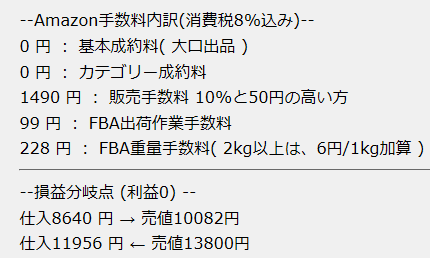 --Amazon手数料内訳(消費税8%込み)--
0 円 ： 基本成約料( 大口出品 )
0 円 ： カテゴリー成約料
1490 円 ： 販売手数料 10%と50円の高い方
99 円 ： FBA出荷作業手数料
228 円 ： FBA重量手数料( 2kg以上は、6円/1kg加算 )
--損益分岐点 (利益0) --
仕入8640 円 → 売値10082円
仕入11956 円 ← 売値13800円